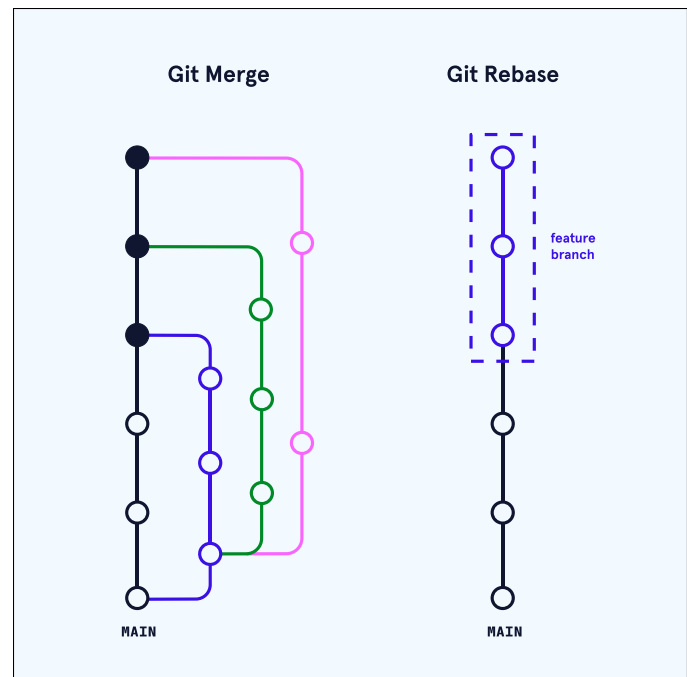 Git Merge
Git Rebase
feature
branch
MAIN
MAIN